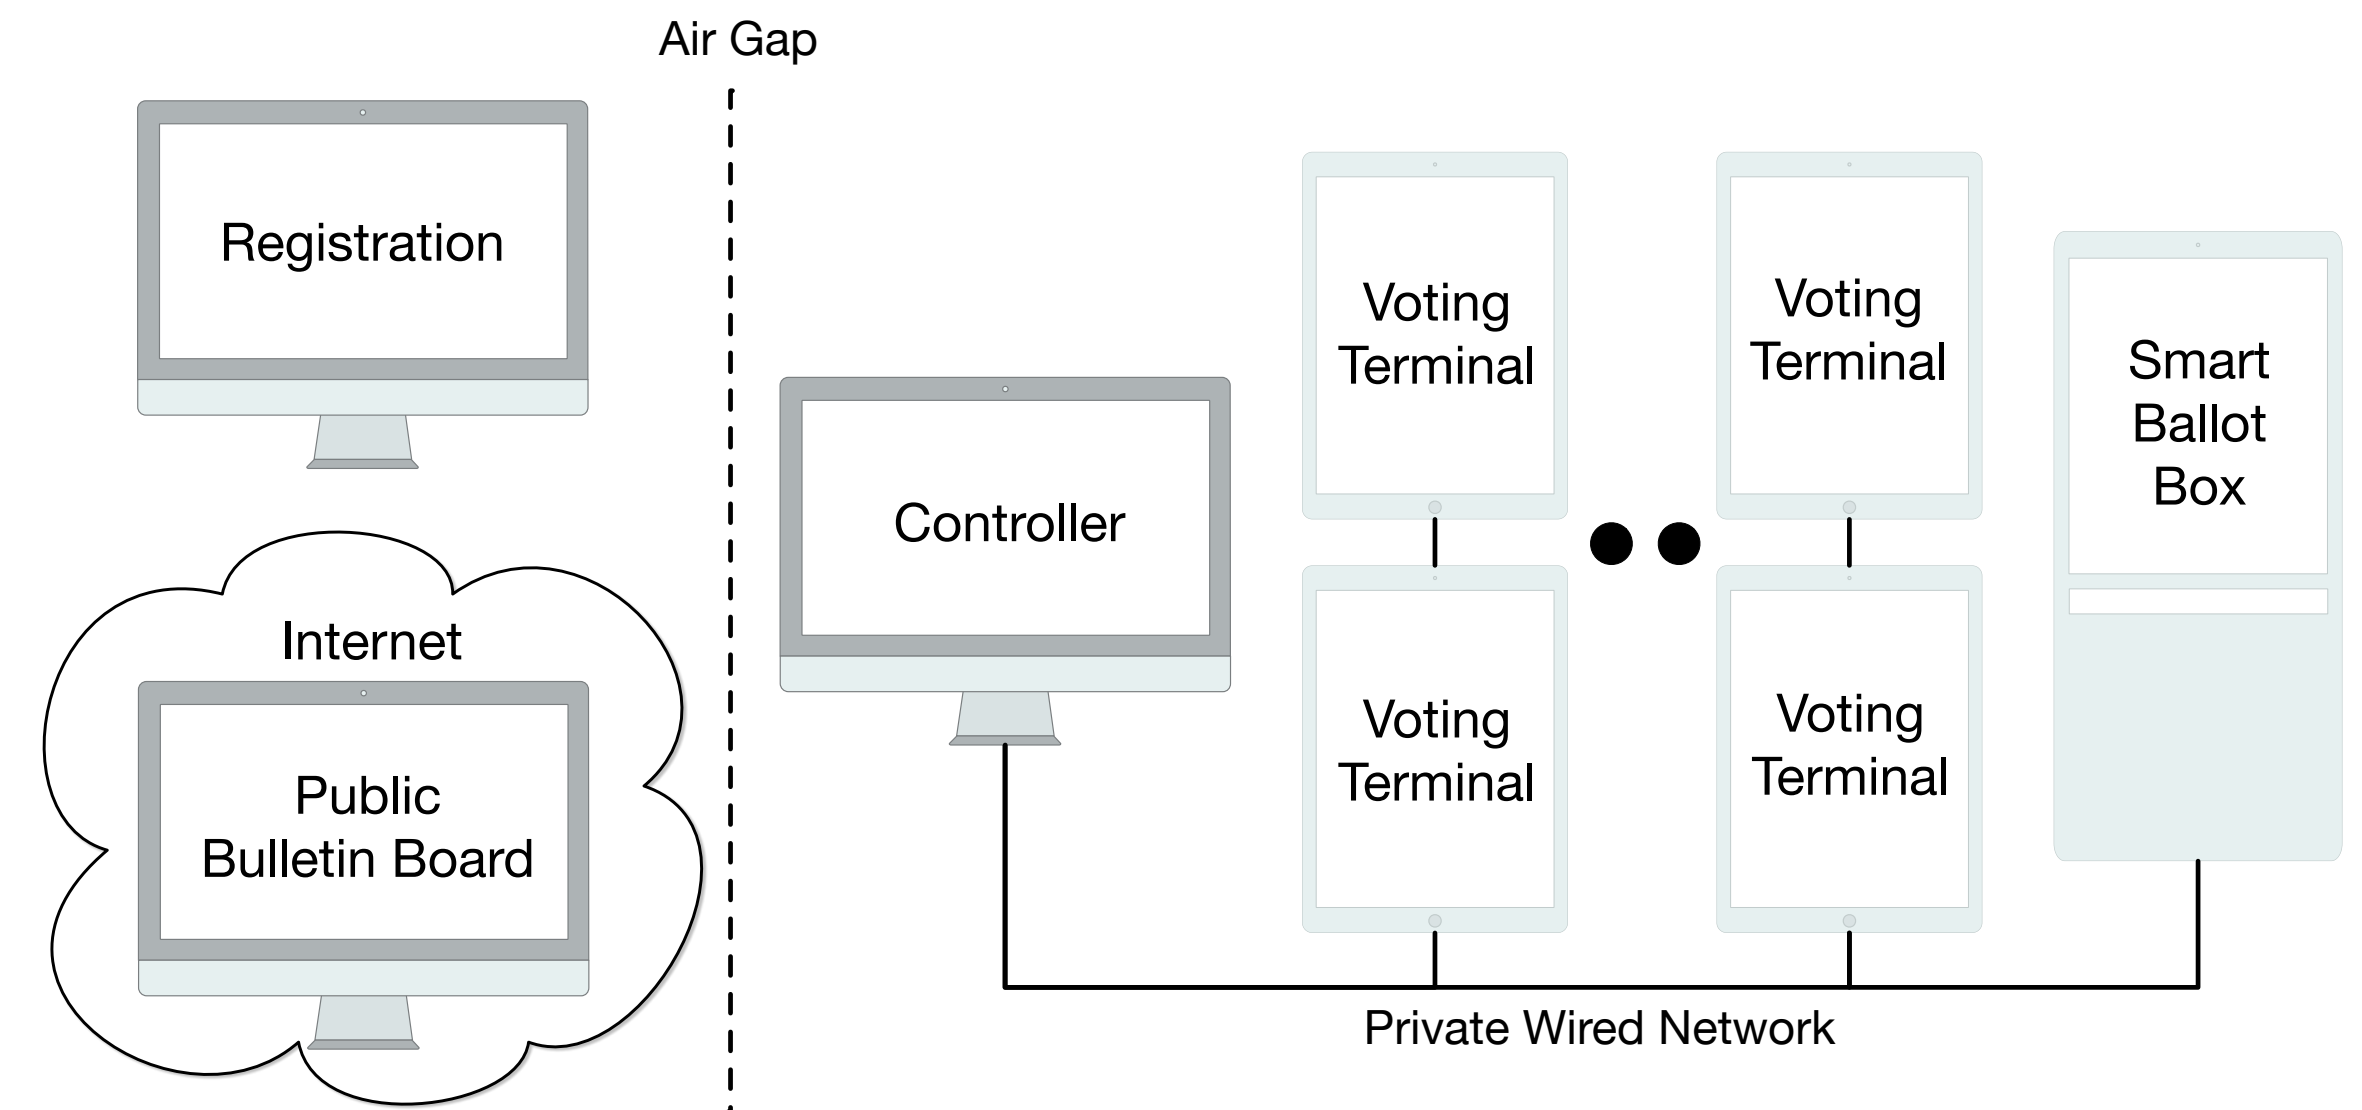 Air Gap
Registration
Internet
Public
Bulletin Board
Controller
Voting
Terminal
Voting
Terminal
Voting
Terminal
Voting
Terminal
Smart
Ballot
Box
Private Wired Network